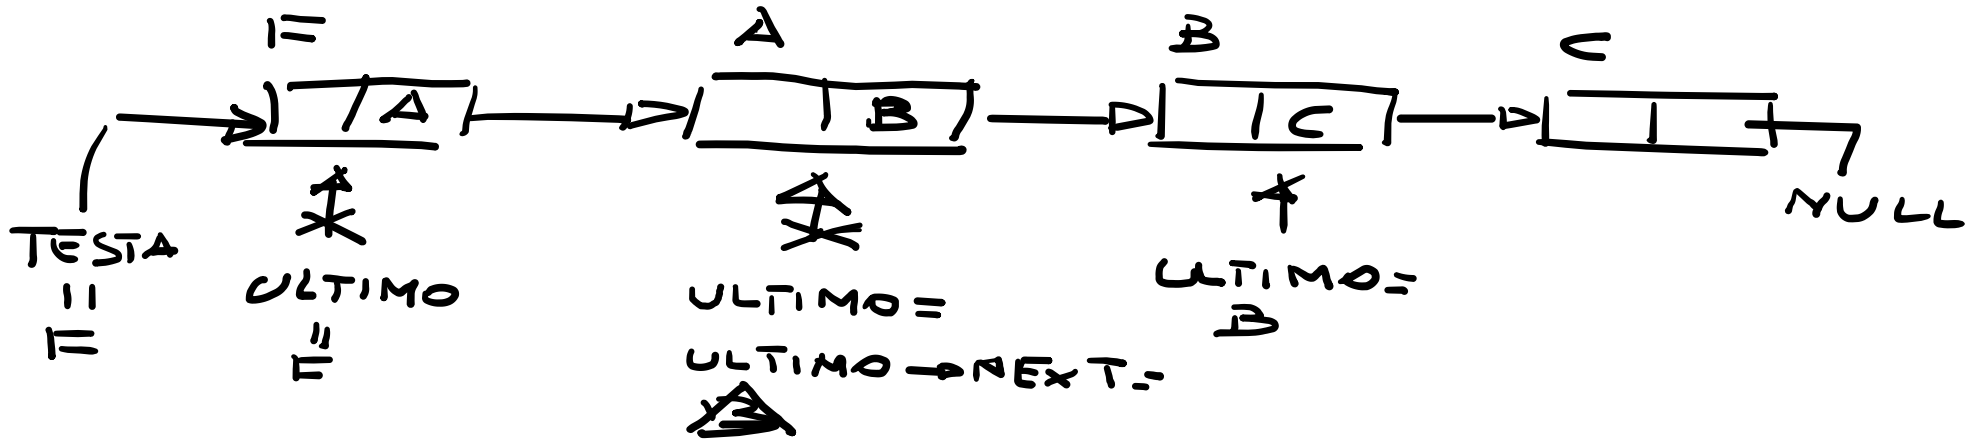 F
A
B
C
A
B
C
NULL
TESTA
=
F
ULTIMO
=
F
ULTIMO=
ULTIMO→NEXT=
ULTIMO=
B